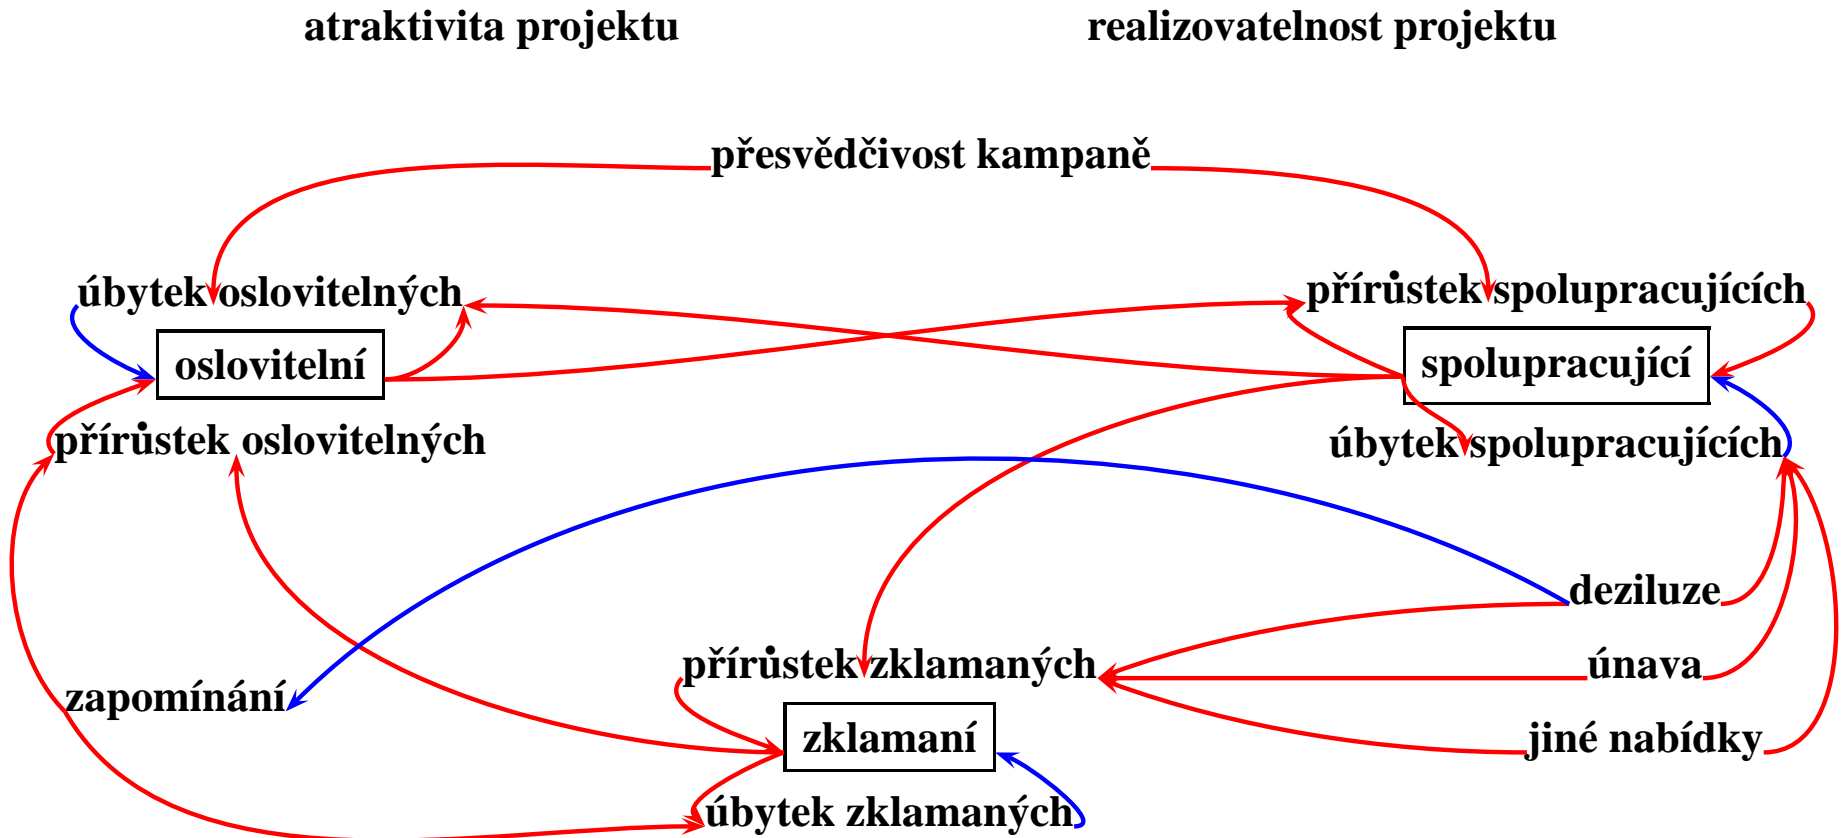 atraktivita projektu
realizovatelnost projektu
přesvědčivost kampaně
úbytek oslovitelných
přírůstek spolupracujících
oslovitelní
spolupracující
přírůstek oslovitelných
úbytek spolupracujících
deziluze
přírůstek zklamaných
únava
zapomínání
zklamaní
jiné nabídky
úbytek zklamaných